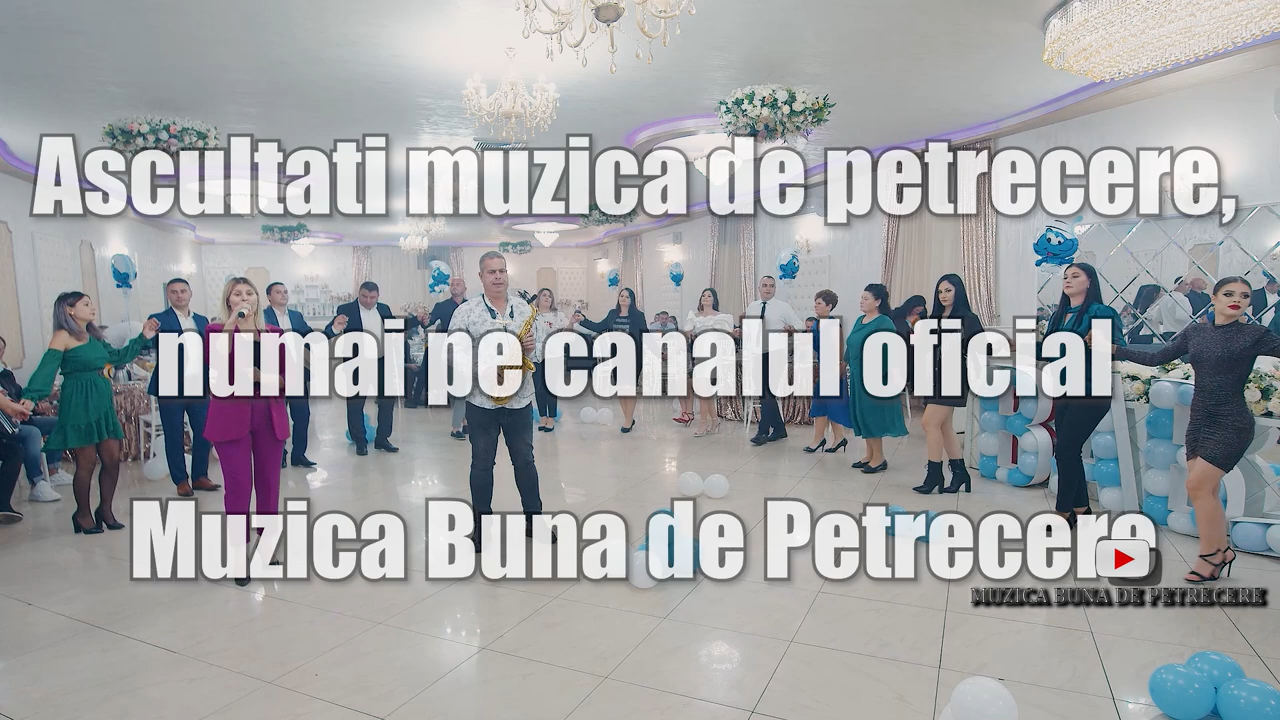 Ascultati muzica de petrecere,
numai pe canalul oficial
Muzica Buna de Petrecere
MUZICA BUNA DE PETRECERE